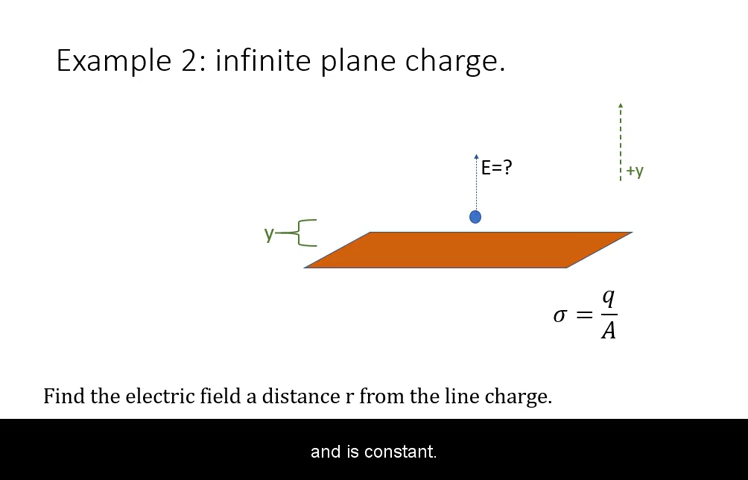 Example 2: infinite plane charge.
E=?
+y
y
σ = q/A
Find the electric field a distance r from the line charge.
and is constant.